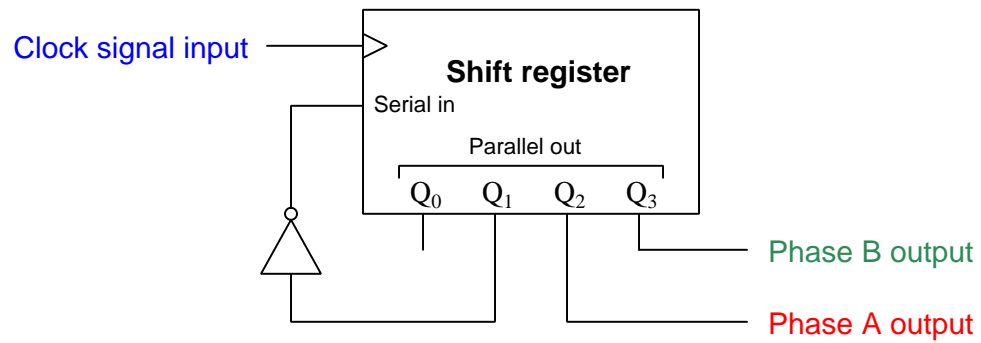 Clock signal input
Shift register
Serial in
Parallel out
Q₀ Q₁ Q₂ Q₃
Phase B output
Phase A output